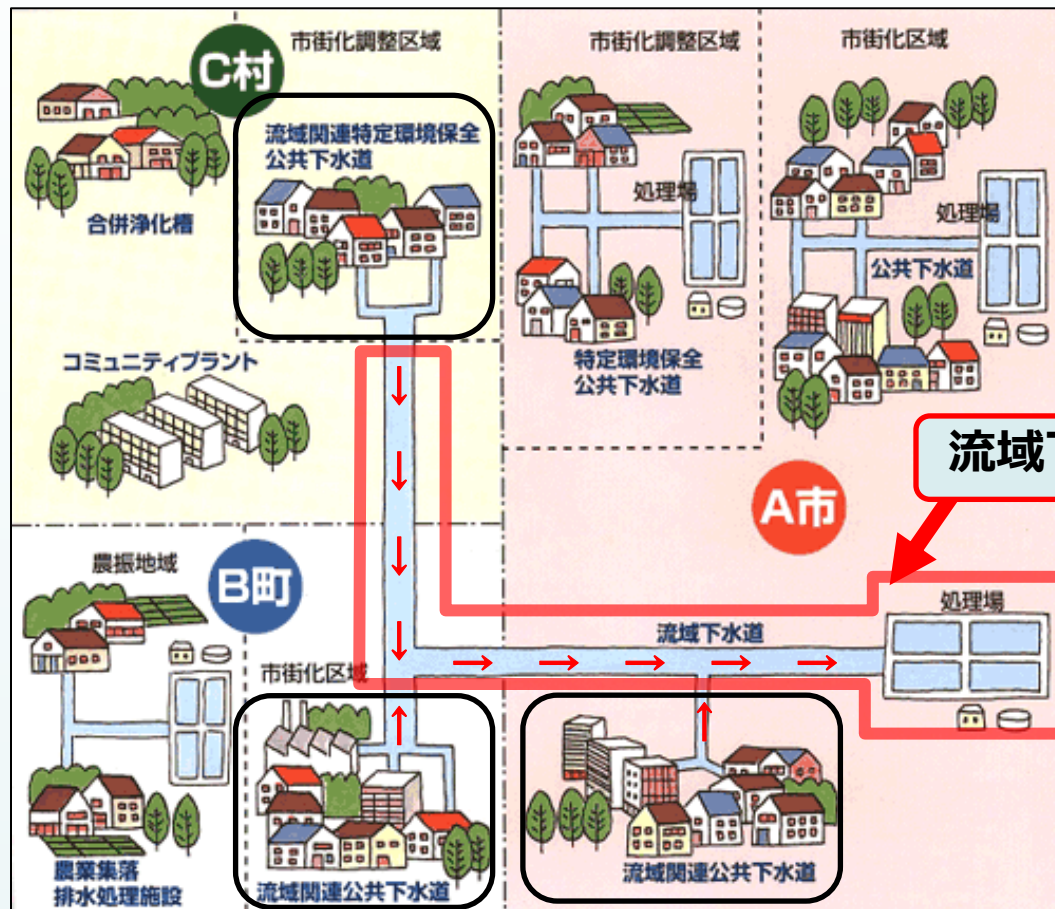 C村
市街化調整区域
流域関連特定環境保全
公共下水道
合併浄化槽
コミュニティプラント
市街化調整区域
処理場
特定環境保全
公共下水道
市街化区域
処理場
公共下水道
流域
A市
農振地域
B町
市街化区域
農業集落
排水処理施設
流域関連公共下水道
流域下水道
処理場
流域関連公共下水道